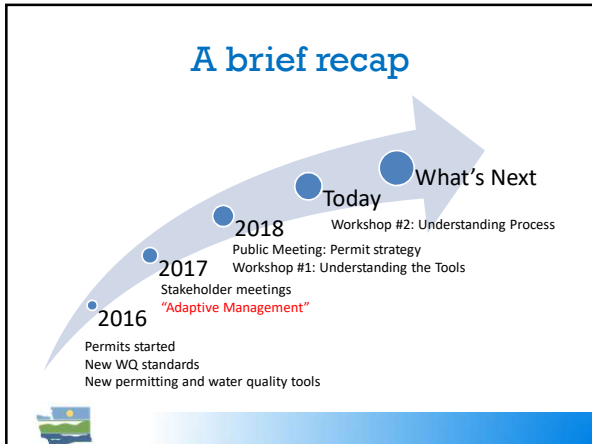 A brief recap
What's Next
Today
Workshop #2: Understanding Process
2018
Public Meeting: Permit strategy
Workshop #1: Understanding the Tools
2017
Stakeholder meetings
"Adaptive Management"
2016
Permits started
New WQ standards
New permitting and water quality tools